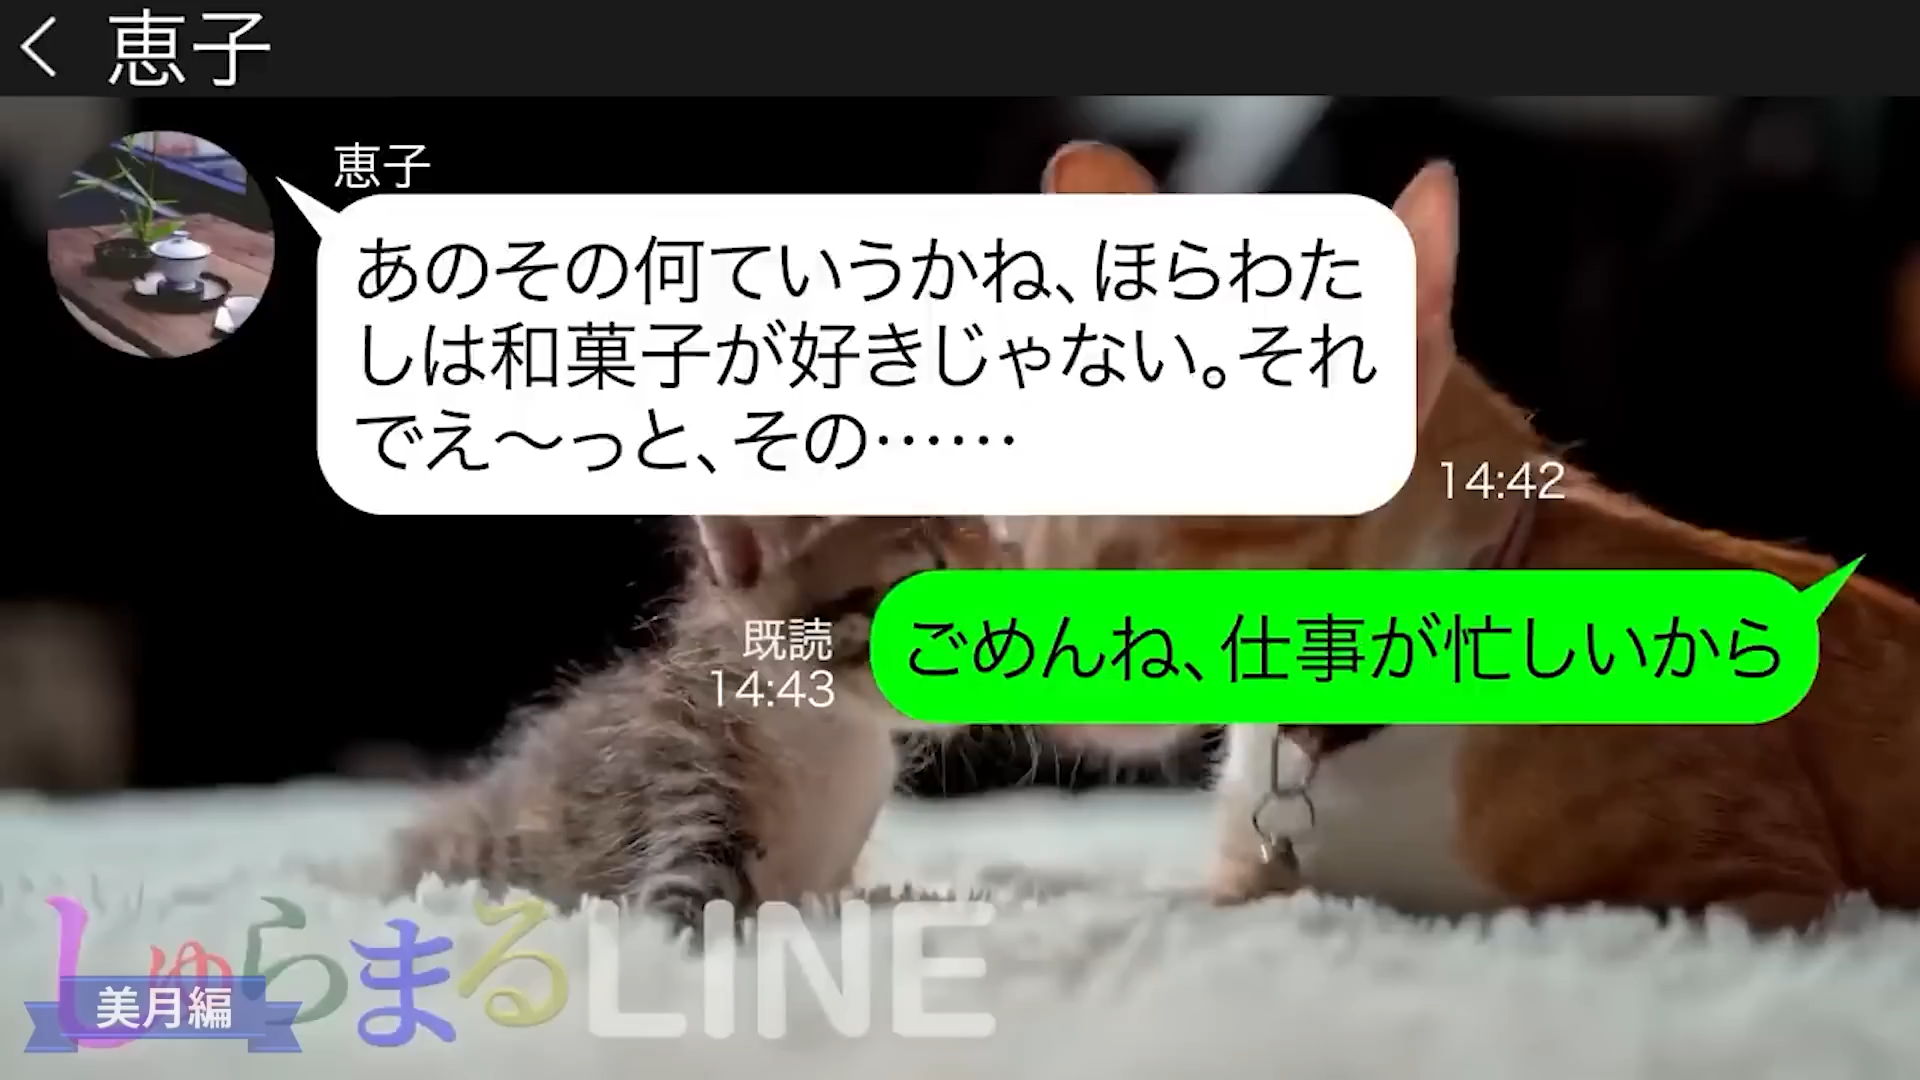 恵子
恵子
あのその何ていうかね、ほらわた
しは和菓子が好きじゃない。それ
でえ～っと、その……
14:42
ごめんね、仕事が忙しいから
既読
14:43
しゅらまるLINE
美月編